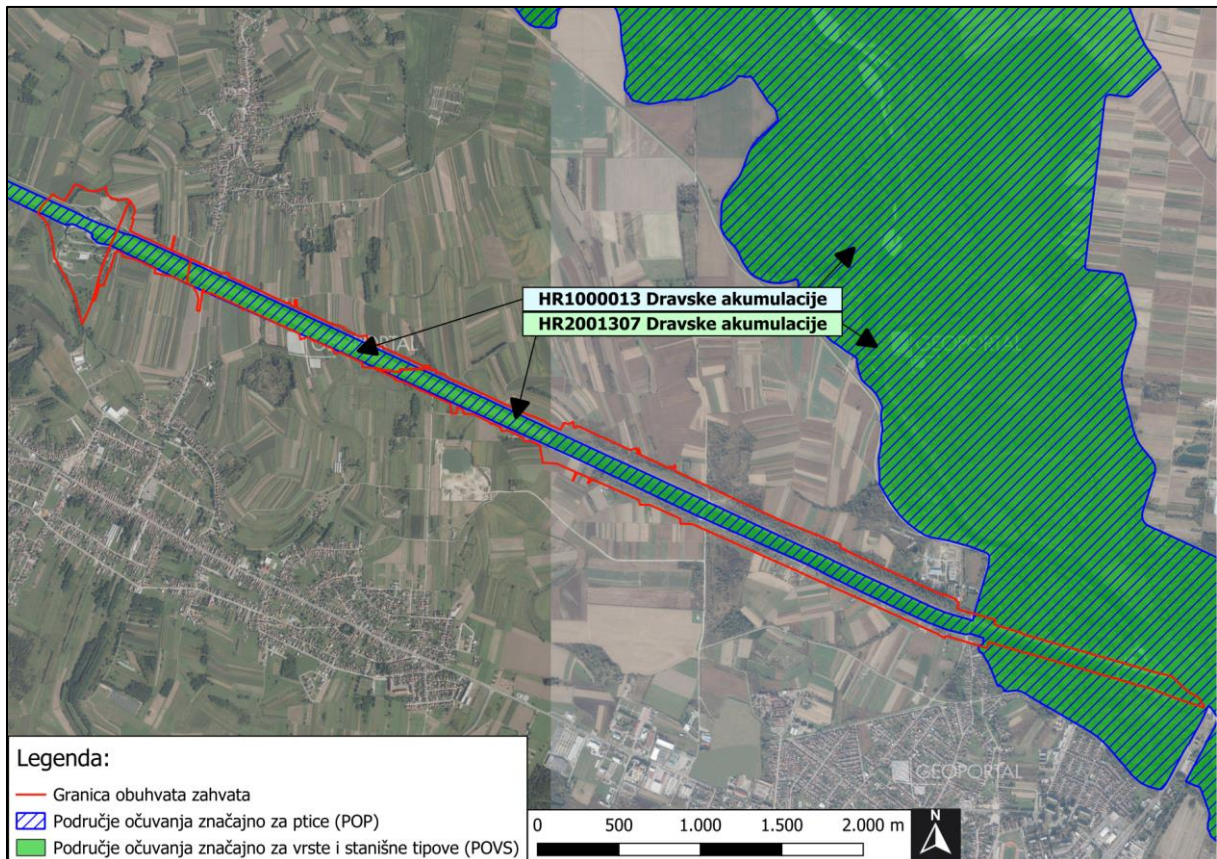 HR1000013 Dravske akumulacije
HR2001307 Dravske akumulacije
GEOPORTAL
GEOPORTAL
GEOPORTAL
Legenda:
Granica obuhvata zahvata
Područje očuvanja značajno za ptice (POP)
Područje očuvanja značajno za vrste i stanišne tipove (POVS)
0 500 1.000 1.500 2.000 m
N